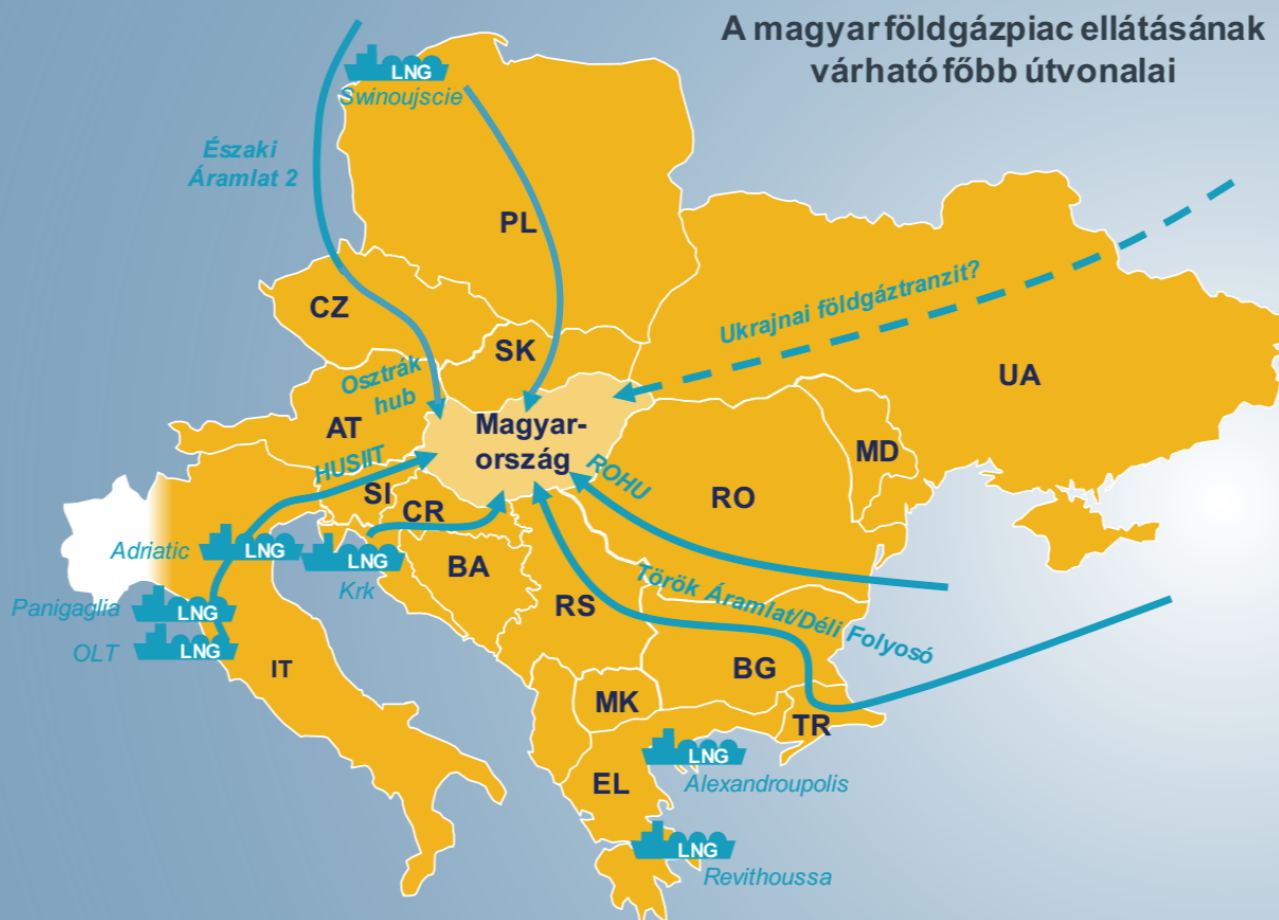 A magyar földgázpiac ellátásának
várható főbb útvonalai
LNG
Swinoujscie
Északi
Áramlat 2
PL
CZ
Ukrajnai földgáztranzit?
SK
UA
Osztrák
hub
AT
Magyar-
ország
MD
HUSIIT
ROHU
RO
SI
CR
Adriatic
LNG
LNG
Krk
BA
Török Áramlat/Déli Folyosó
RS
Panigaglia
LNG
OLT
LNG
IT
BG
MK
TR
LNG
Alexandroupolis
EL
LNG
Revithoussa